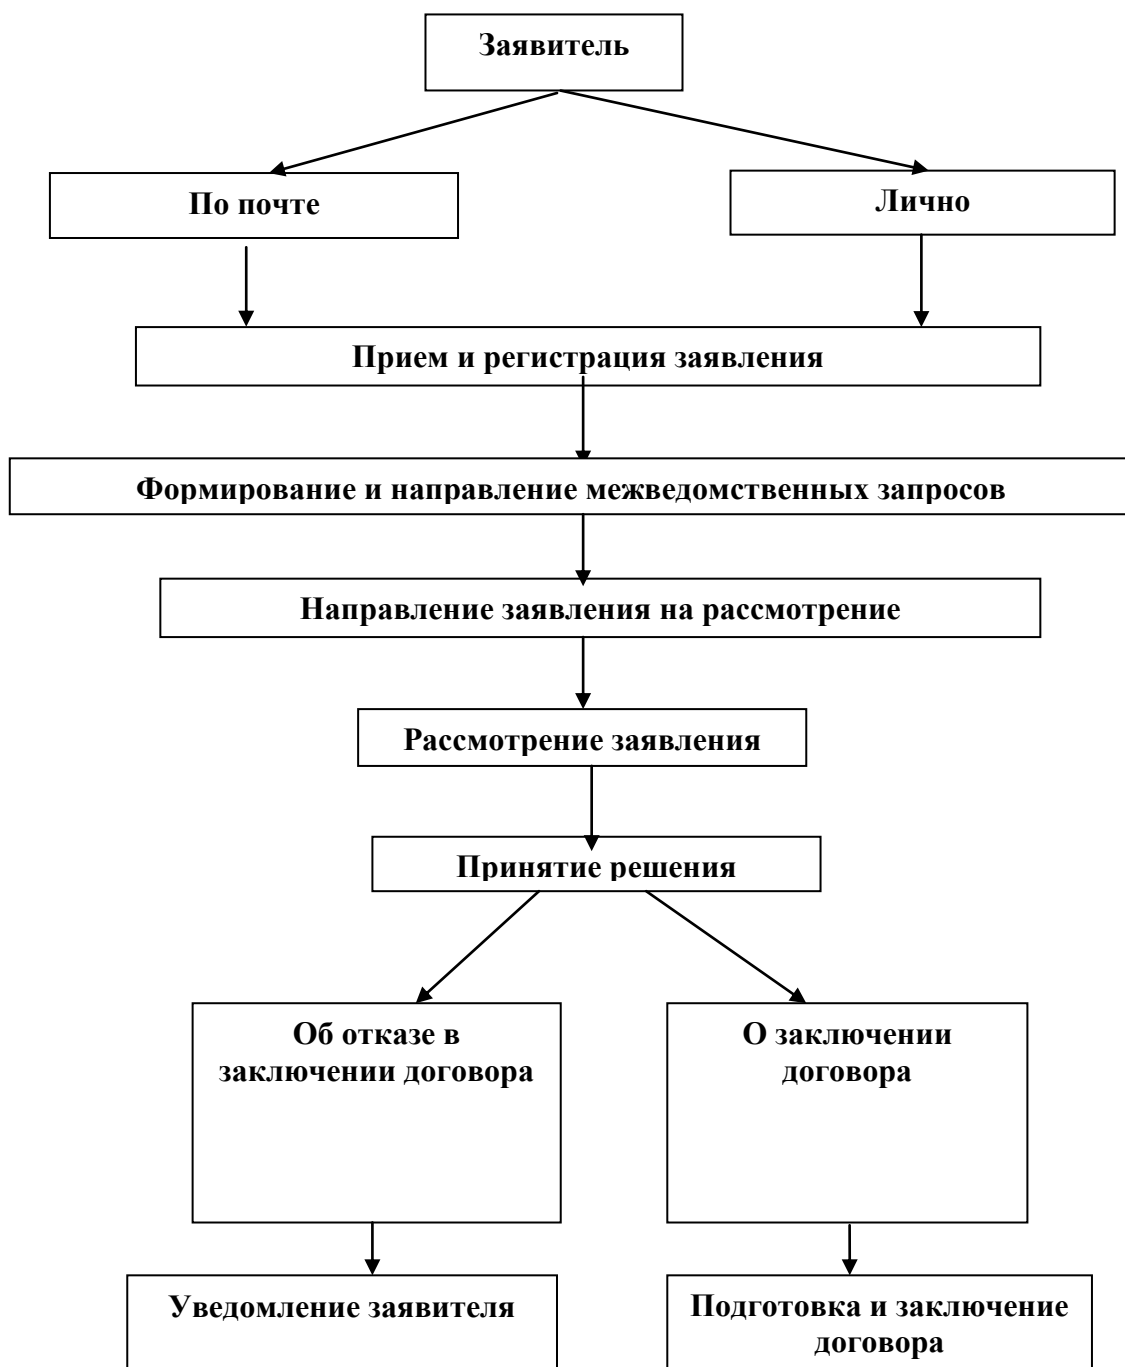 Заявитель
По почте
Лично
Прием и регистрация заявления
Формирование и направление межведомственных запросов
Направление заявления на рассмотрение
Рассмотрение заявления
Принятие решения
Об отказе в
заключении договора
О заключении
договора
Уведомление заявителя
Подготовка и заключение
договора